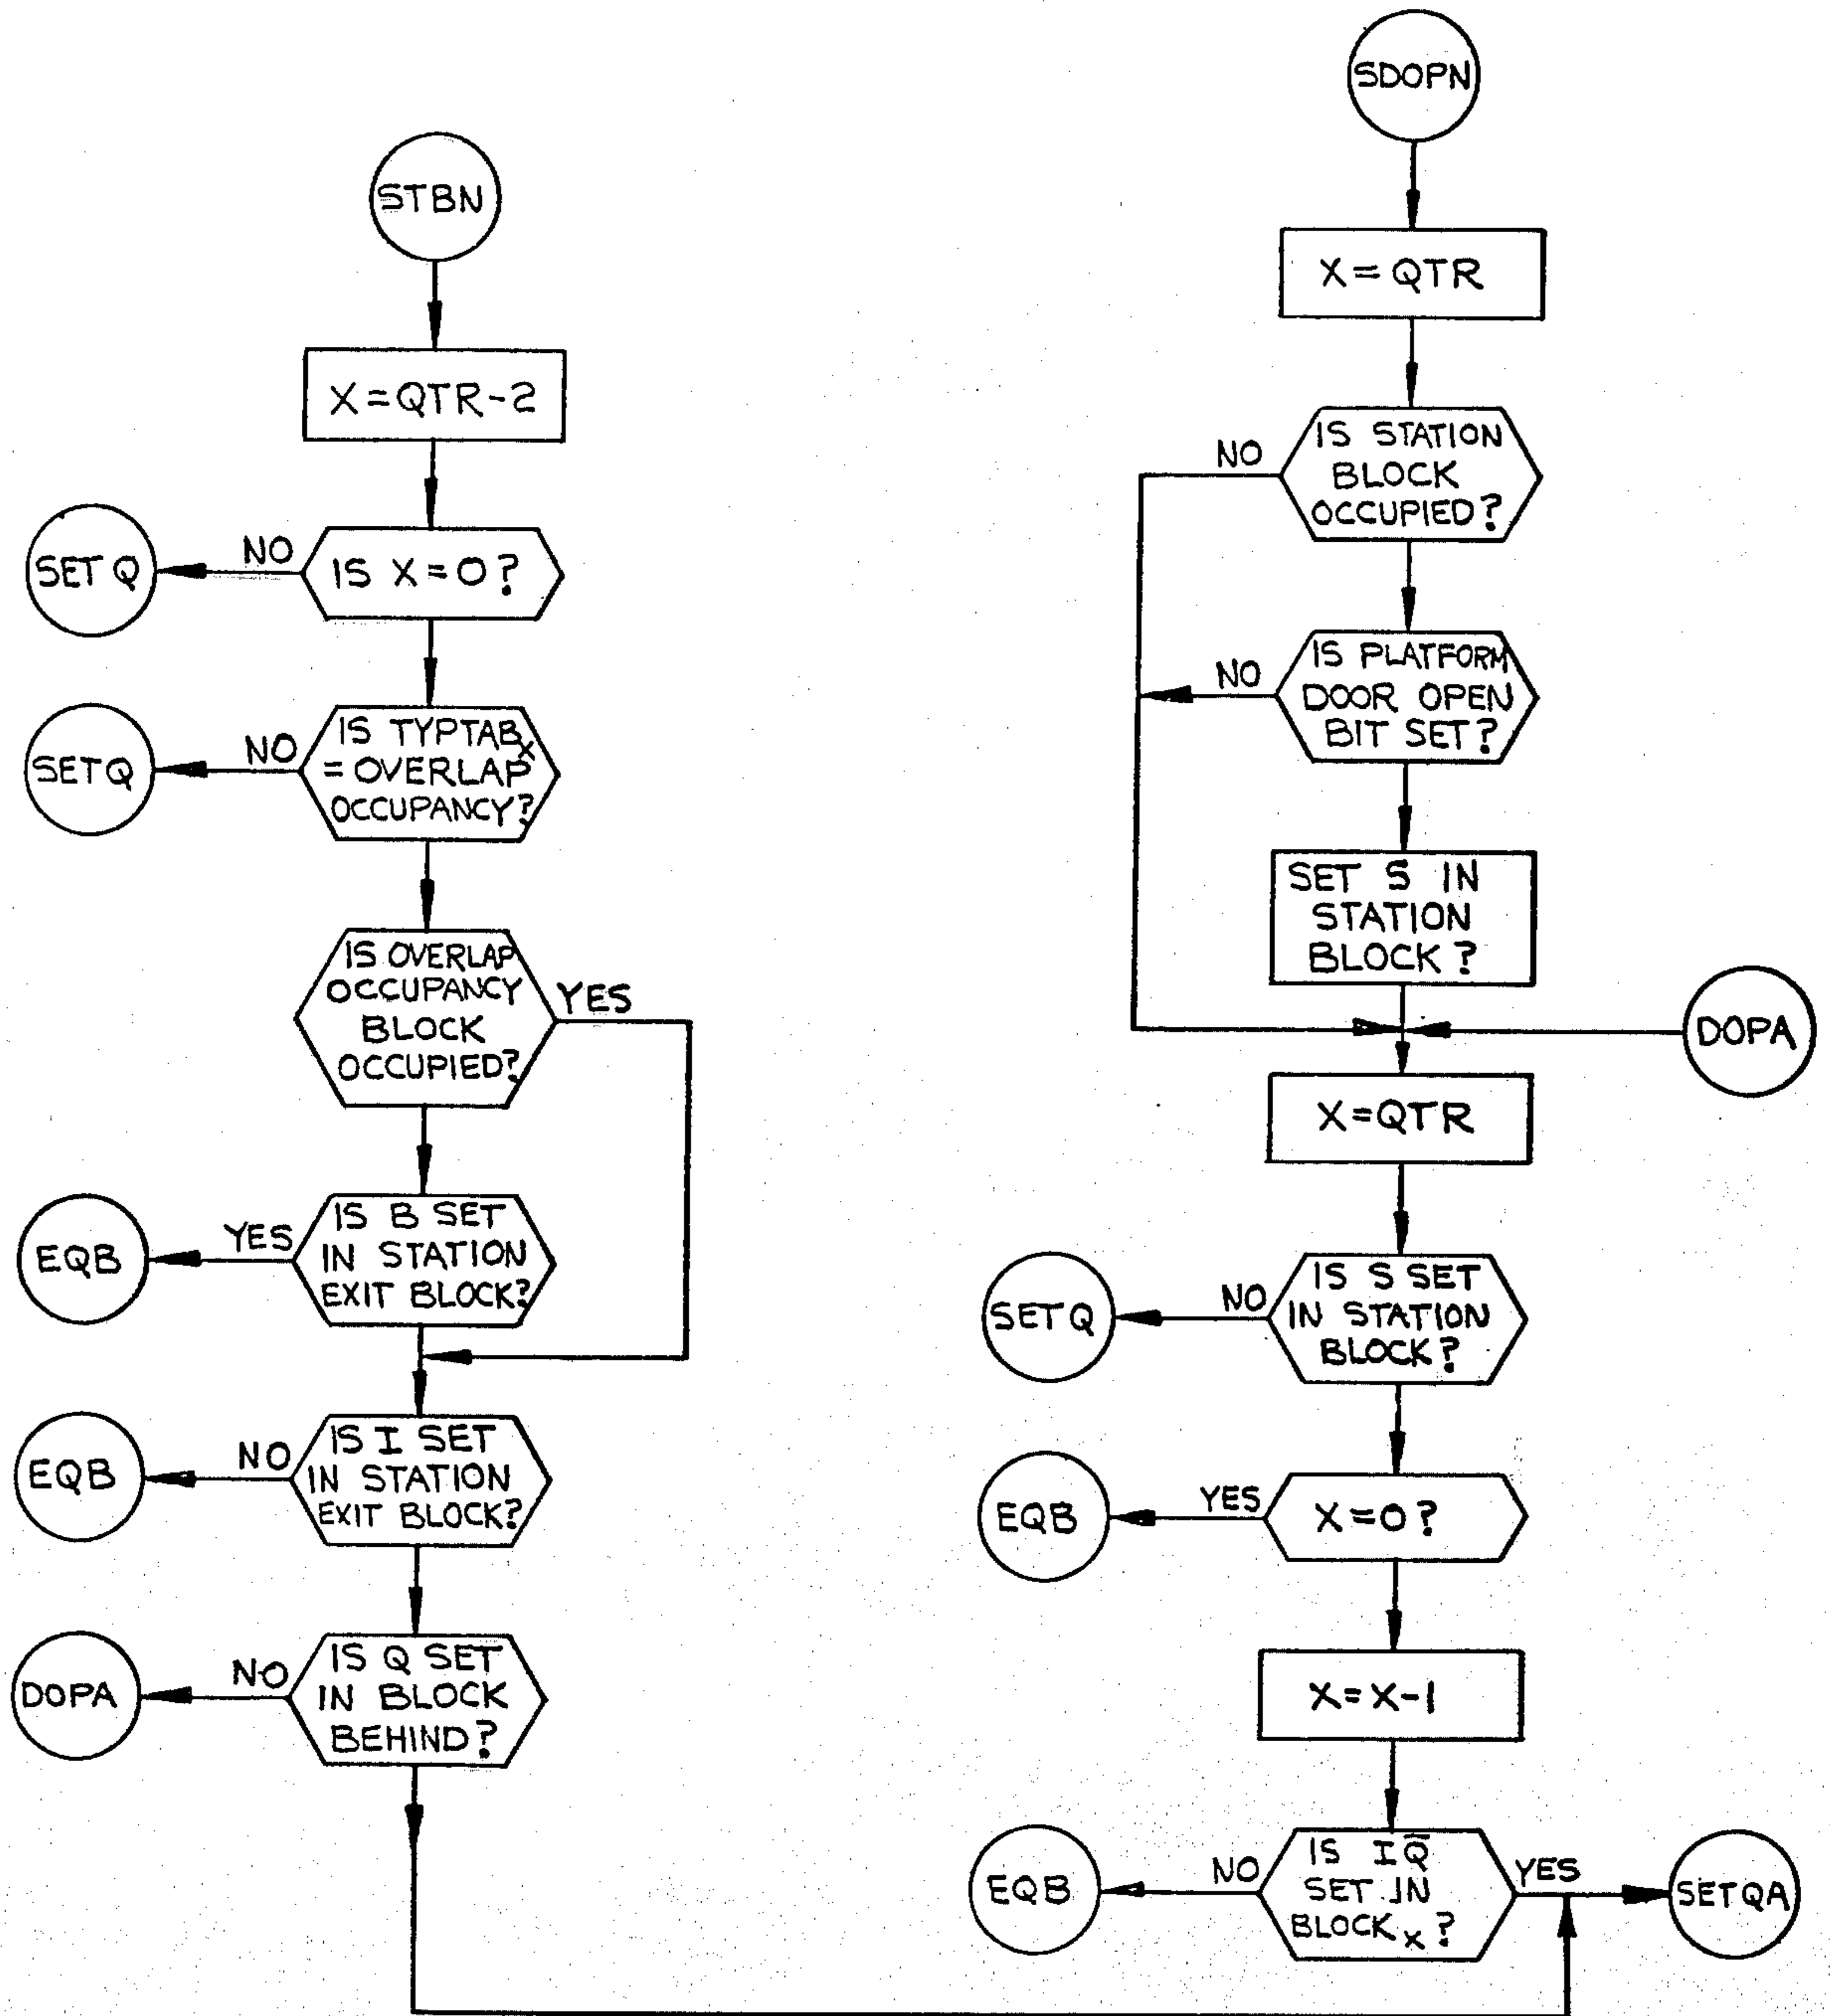 STBN
X = QTR-2
IS X = 0 ?
NO
SET Q
IS TYPTABx
= OVERLAP
OCCUPANCY?
NO
SET Q
IS OVERLAP
OCCUPANCY
BLOCK
OCCUPIED?
YES
IS B SET
IN STATION
EXIT BLOCK?
YES
EQB
IS I SET
IN STATION
EXIT BLOCK?
NO
EQB
IS Q SET
IN BLOCK
BEHIND?
NO
DOPA
SDOPN
X = QTR
IS STATION
BLOCK
OCCUPIED?
NO
IS PLATFORM
DOOR OPEN
BIT SET?
NO
SET S IN
STATION
BLOCK?
DOPA
X = QTR
IS S SET
IN STATION
BLOCK?
NO
SET Q
X = 0 ?
YES
EQB
X = X-1
IS I Q̅
SET IN
BLOCKx ?
NO
EQB
YES
SET QA